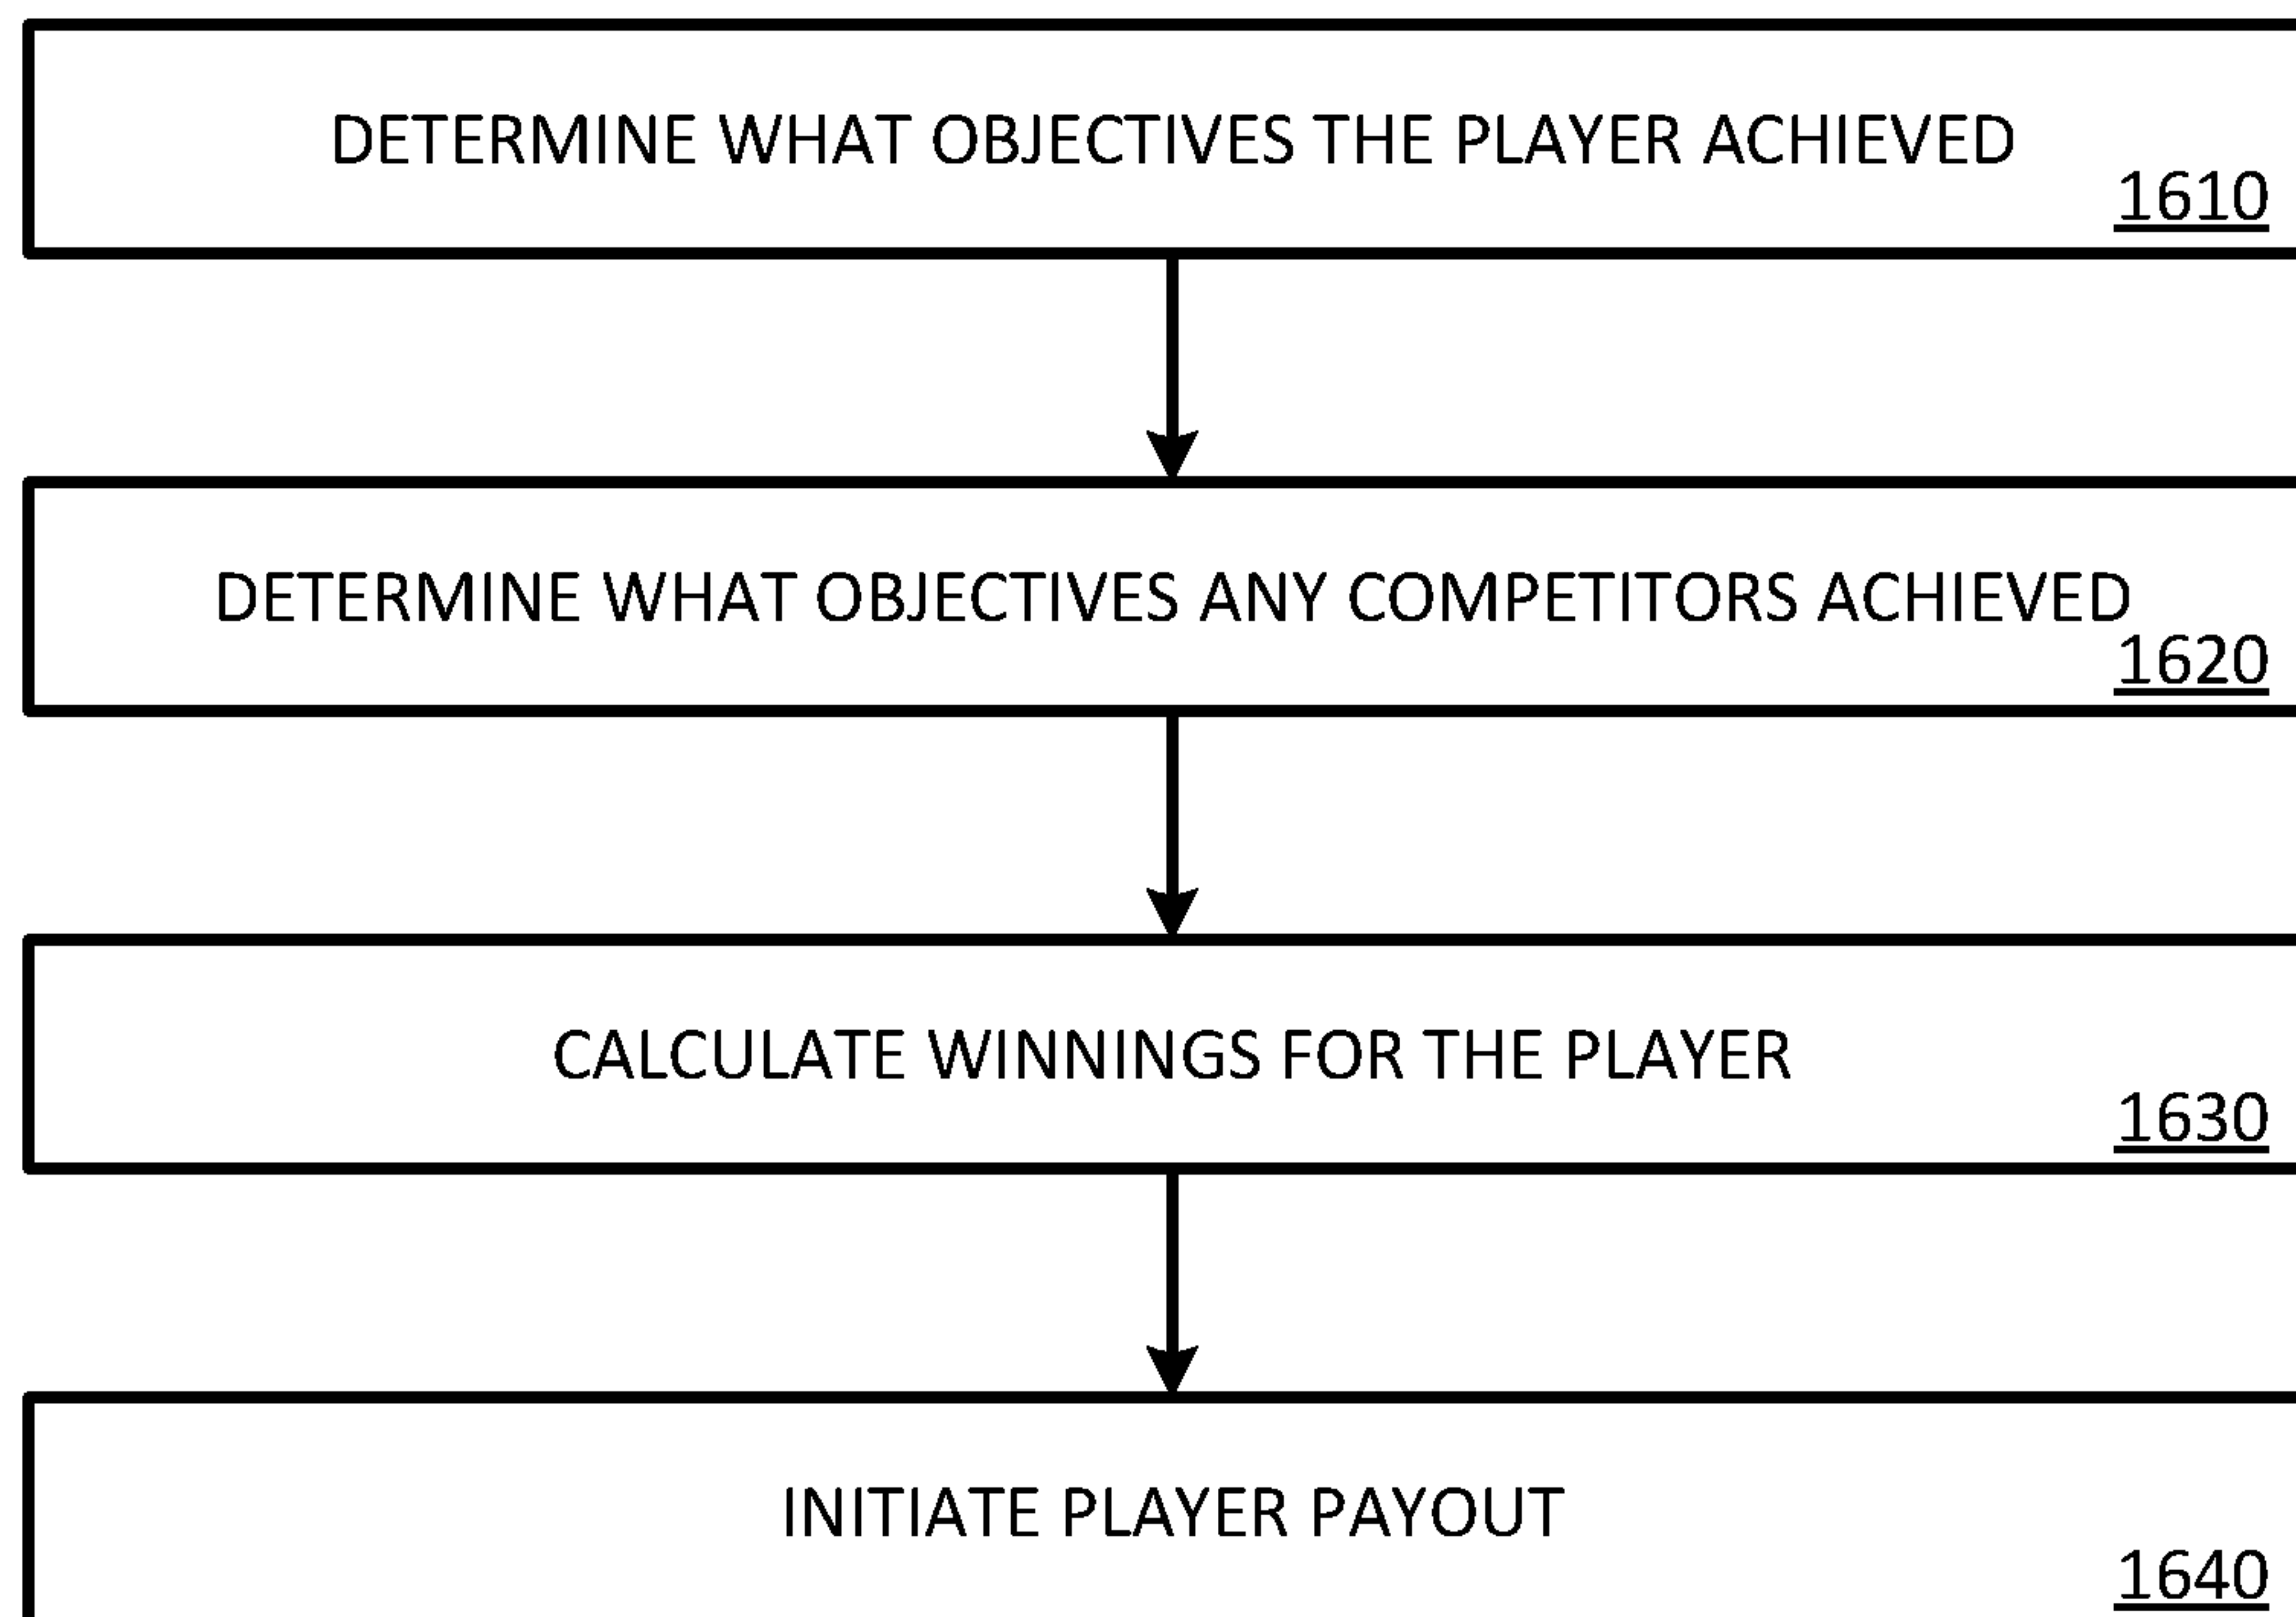 DETERMINE WHAT OBJECTIVES THE PLAYER ACHIEVED
1610
DETERMINE WHAT OBJECTIVES ANY COMPETITORS ACHIEVED
1620
CALCULATE WINNINGS FOR THE PLAYER
1630
INITIATE PLAYER PAYOUT
1640